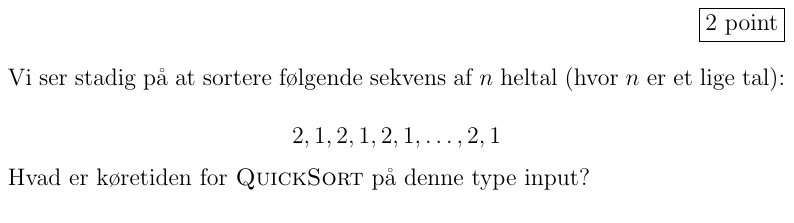 2 point
Vi ser stadig på at sortere følgende sekvens af n heltal (hvor n er et lige tal):
2, 1, 2, 1, 2, 1, . . . , 2, 1
Hvad er køretiden for QUICKSORT på denne type input?